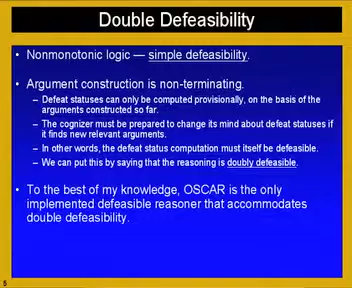 Double Defeasibility
• Nonmonotonic logic — simple defeasibility.
• Argument construction is non-terminating.
– Defeat statuses can only be computed provisionally, on the basis of the
arguments constructed so far.
– The cognizer must be prepared to change its mind about defeat statuses if
it finds new relevant arguments.
– In other words, the defeat status computation must itself be defeasible.
– We can put this by saying that the reasoning is doubly defeasible.
• To the best of my knowledge, OSCAR is the only
implemented defeasible reasoner that accommodates
double defeasibility.
5